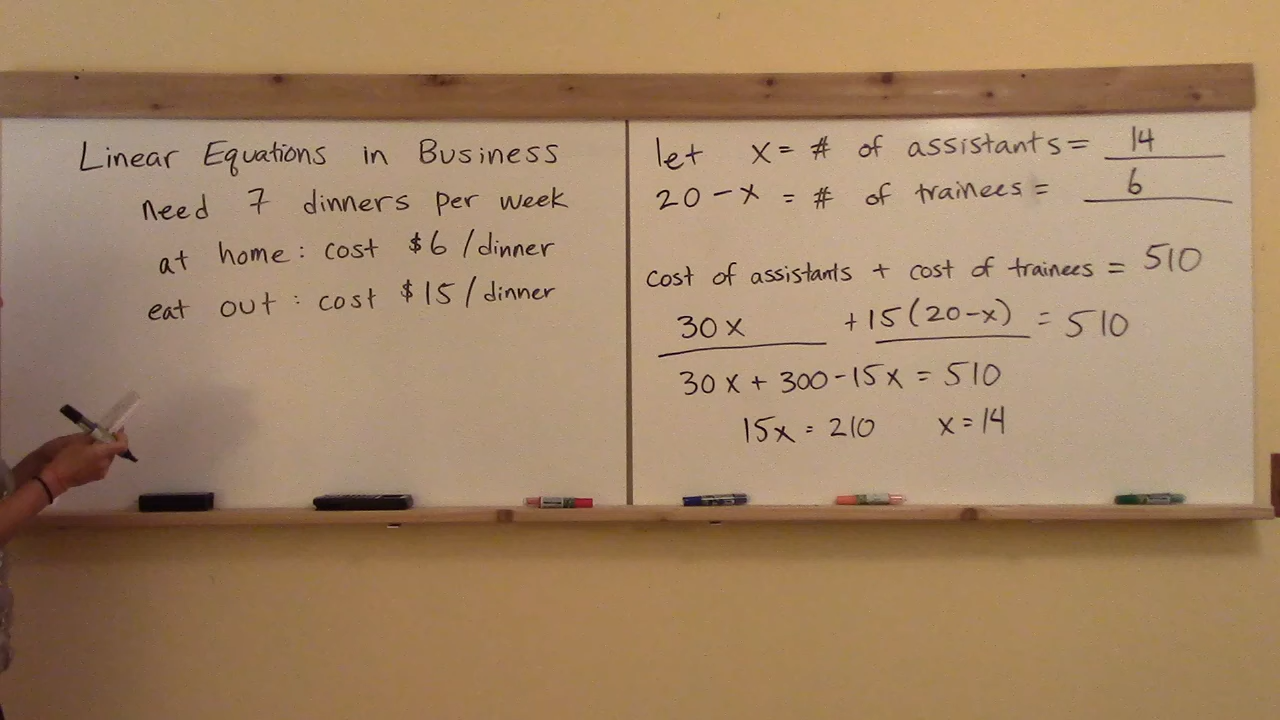 Linear Equations in Business
need 7 dinners per week
at home: cost $6/dinner
eat out: cost $15/dinner
let x = # of assistants = 14
20 - x = # of trainees = 6
cost of assistants + cost of trainees = 510
30x + 15(20-x) = 510
30x + 300 - 15x = 510
15x = 210 x = 14